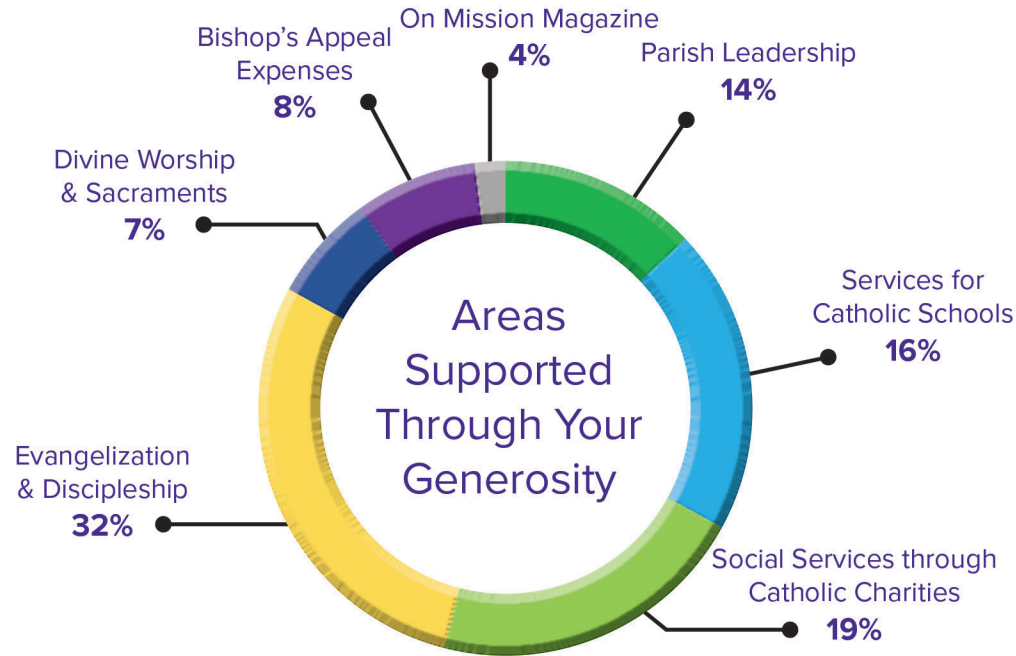 On Mission Magazine
4%
Bishop's Appeal
Expenses
8%
Parish Leadership
14%
Divine Worship
& Sacraments
7%
Services for
Catholic Schools
16%
Areas
Supported
Through Your
Generosity
Evangelization
& Discipleship
32%
Social Services through
Catholic Charities
19%